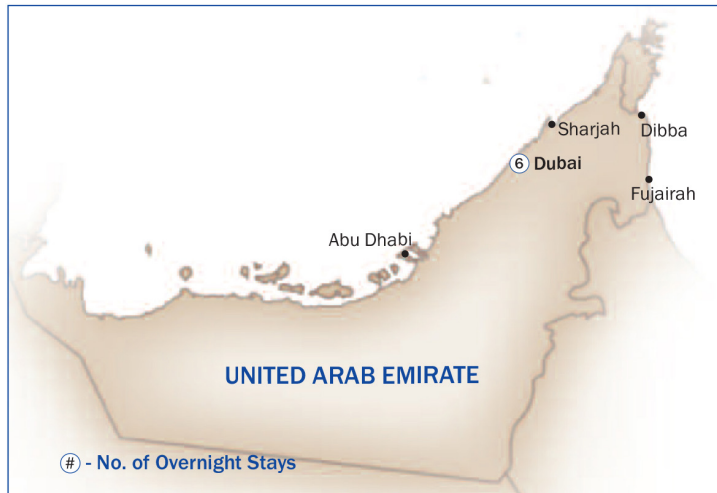 Sharjah
Dibba
6 Dubai
Fujairah
Abu Dhabi
UNITED ARAB EMIRATE
# - No. of Overnight Stays